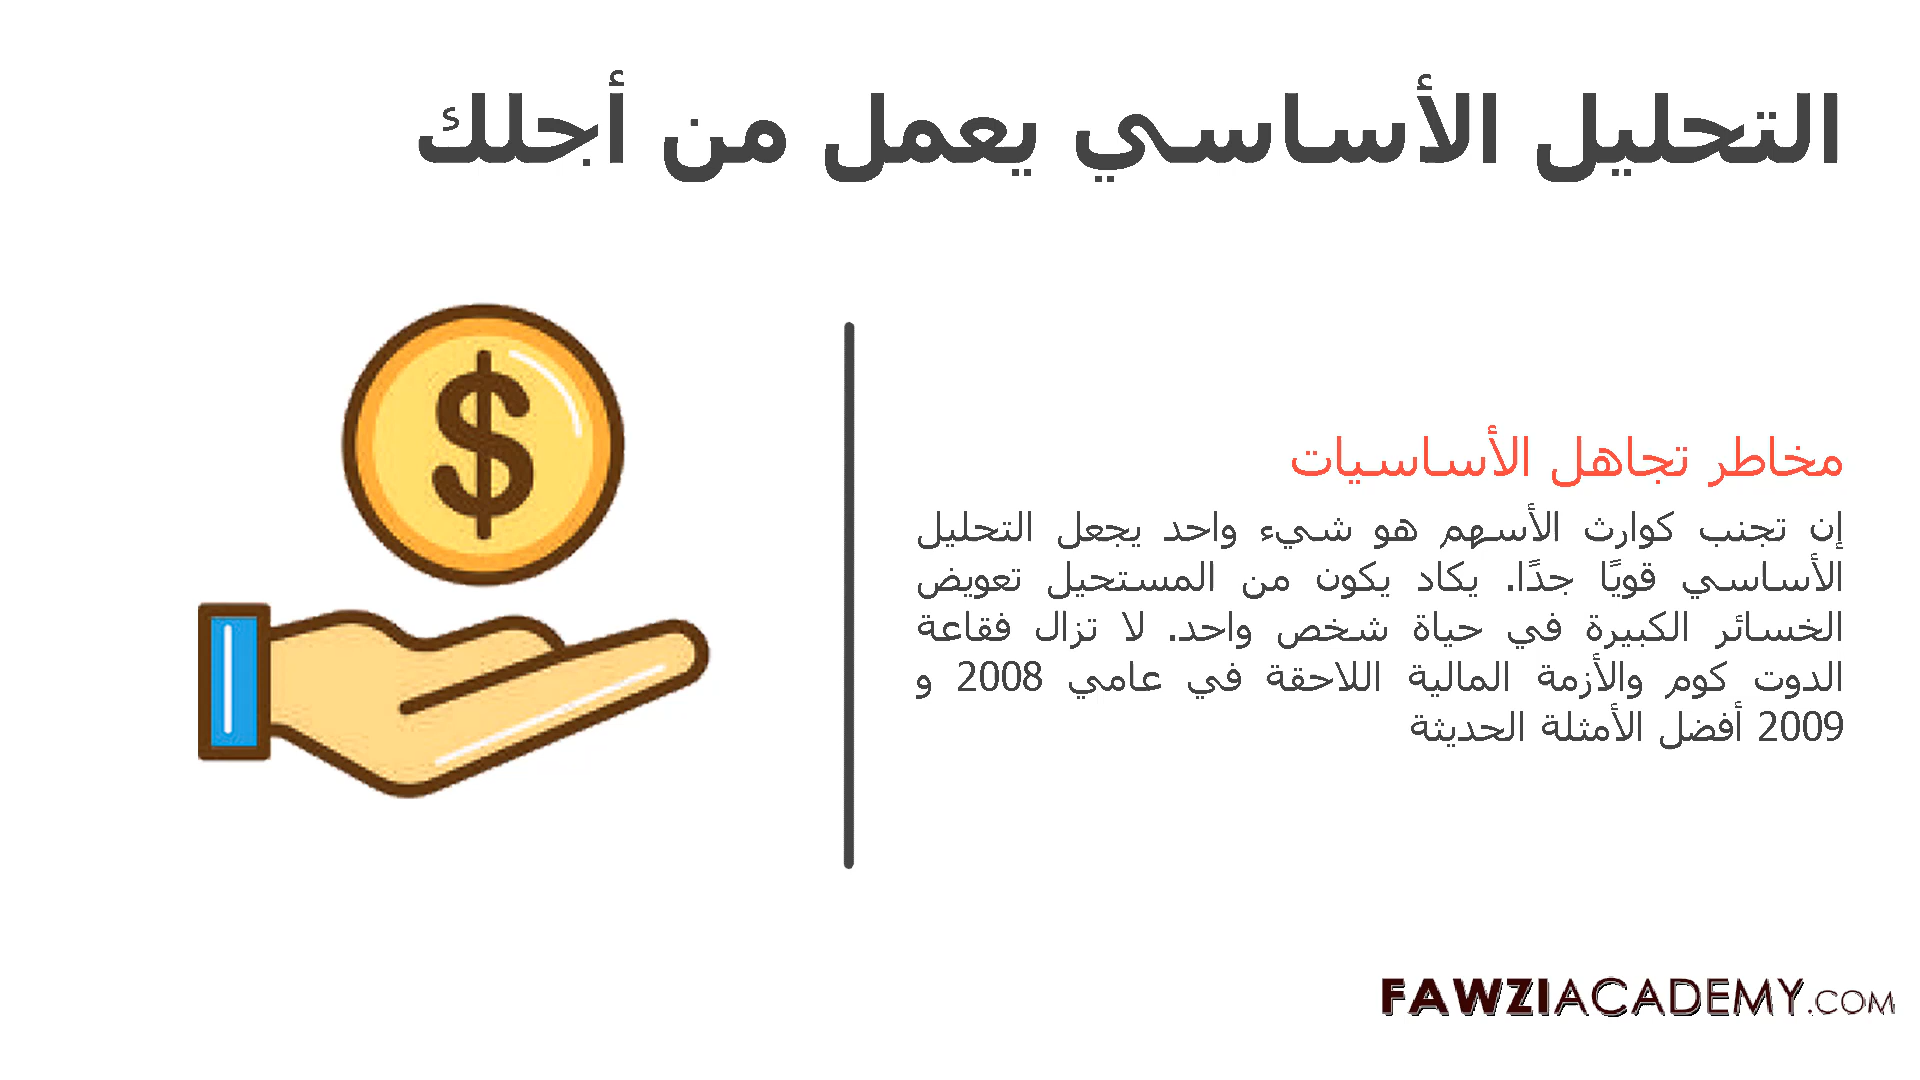 التحليل الأساسي يعمل من أجلك
$
مخاطر تجاهل الأساسيات
إن تجنب كوارث الأسهم هو شيء واحد يجعل التحليل
الأساسي قويًا جدًا. يكاد يكون من المستحيل تعويض
الخسائر الكبيرة في حياة شخص واحد. لا تزال فقاعة
الدوت كوم والأزمة المالية اللاحقة في عامي 2008 و
2009 أفضل الأمثلة الحديثة
FAWZIACADEMY.COM